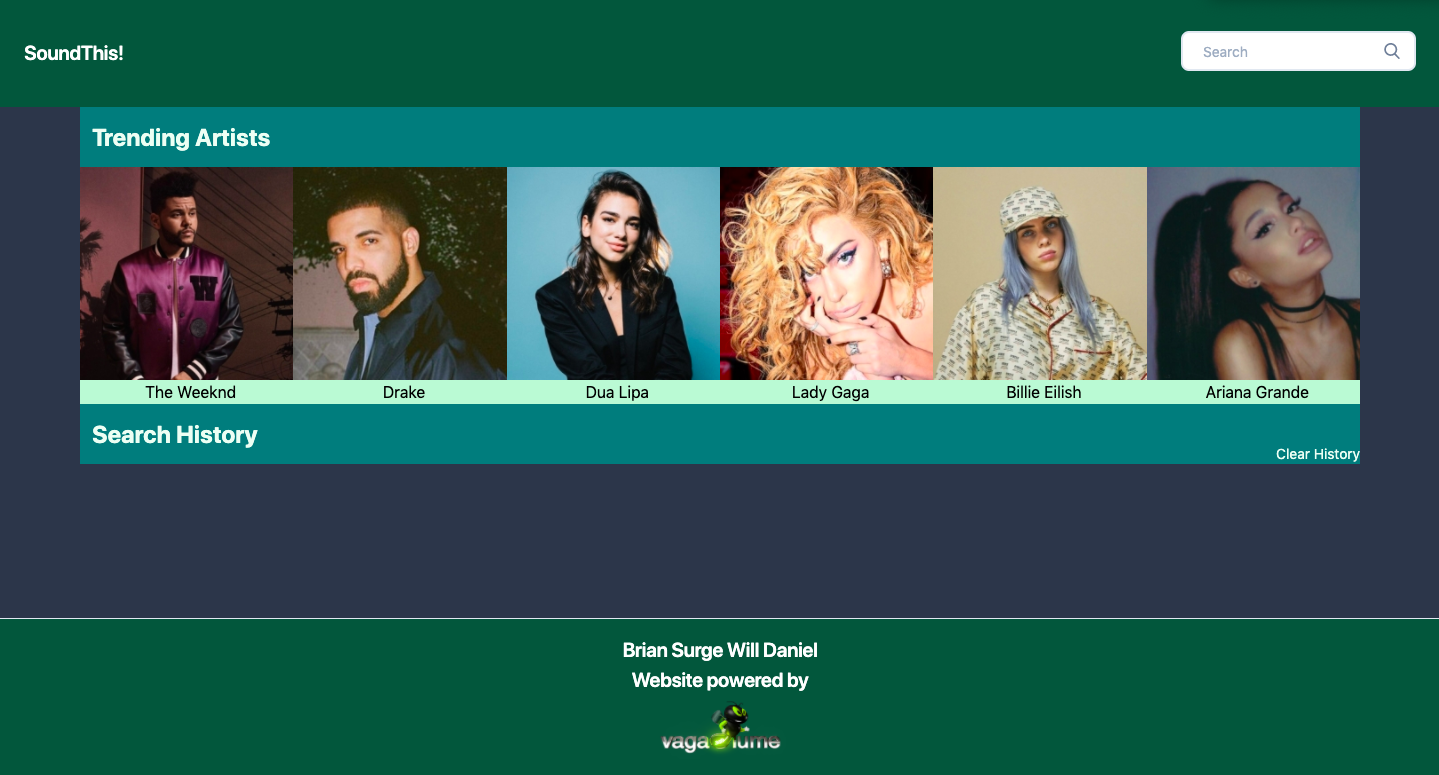 SoundThis!
Search
Trending Artists
W
The Weeknd
Drake
Dua Lipa
Lady Gaga
Billie Eilish
Ariana Grande
Search History
Clear History
Brian Surge Will Daniel
Website powered by
vagalume